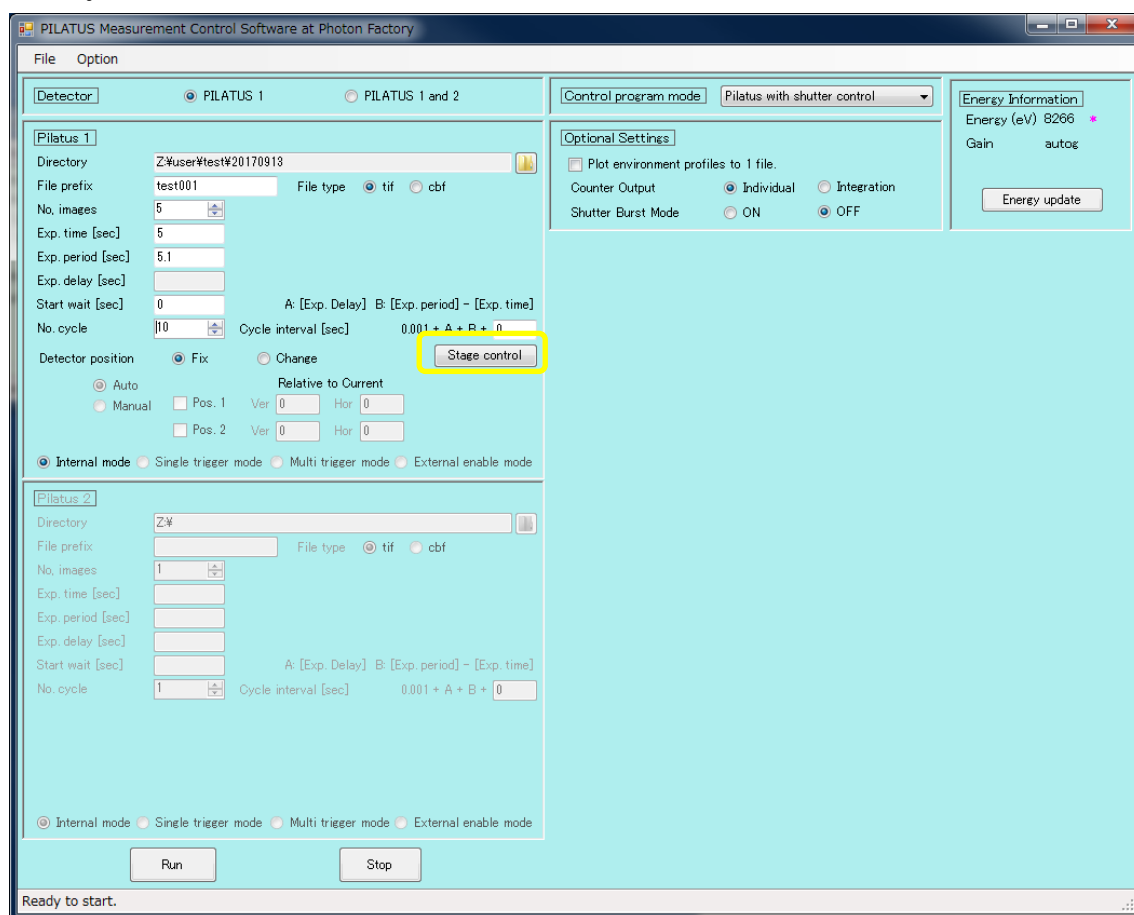 PILATUS Measurement Control Software at Photon Factory
File Option
Detector PILATUS 1 PILATUS 1 and 2
Pilatus 1
Directory Z:¥user¥test¥20170913
File prefix test001 File type tif cbf
No, images 5
Exp. time [sec] 5
Exp. period [sec] 5.1
Exp. delay [sec]
Start wait [sec] 0 A: [Exp. Delay] B: [Exp. period] - [Exp. time]
No. cycle 10 Cycle interval [sec] 0.001 + A + B + 0
Detector position Fix Change Stage control
Auto Relative to Current
Manual Pos. 1 Ver 0 Hor 0
Pos. 2 Ver 0 Hor 0
Internal mode Single trigger mode Multi trigger mode External enable mode
Pilatus 2
Directory Z:¥
File prefix File type tif cbf
No, images 1
Exp. time [sec]
Exp. period [sec]
Exp. delay [sec]
Start wait [sec] A: [Exp. Delay] B: [Exp. period] - [Exp. time]
No. cycle 1 Cycle interval [sec] 0.001 + A + B + 0
Internal mode Single trigger mode Multi trigger mode External enable mode
Run Stop
Control program mode Pilatus with shutter control
Optional Settings
Plot environment profiles to 1 file.
Counter Output Individual Integration
Shutter Burst Mode ON OFF
Energy Information
Energy (eV) 8266 *
Gain autog
Energy update
Ready to start.